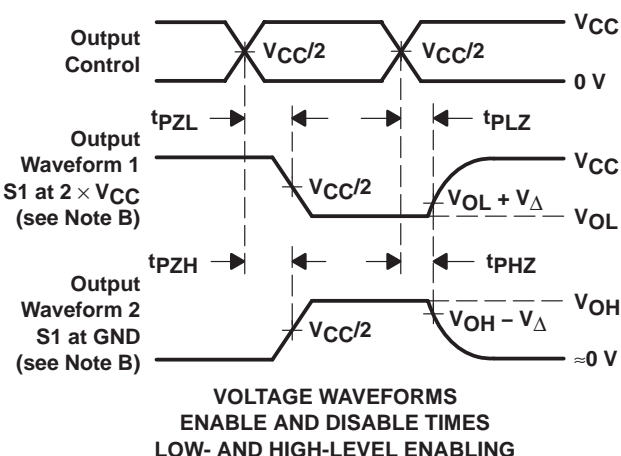 Output
Control
VCC/2
VCC/2
VCC
0 V
tPZL
tPLZ
Output
Waveform 1
S1 at 2 × VCC
(see Note B)
VCC/2
VCC
VOL + VΔ
VOL
tPZH
tPHZ
Output
Waveform 2
S1 at GND
(see Note B)
VCC/2
VOH
VOH − VΔ
≈0 V
VOLTAGE WAVEFORMS
ENABLE AND DISABLE TIMES
LOW- AND HIGH-LEVEL ENABLING